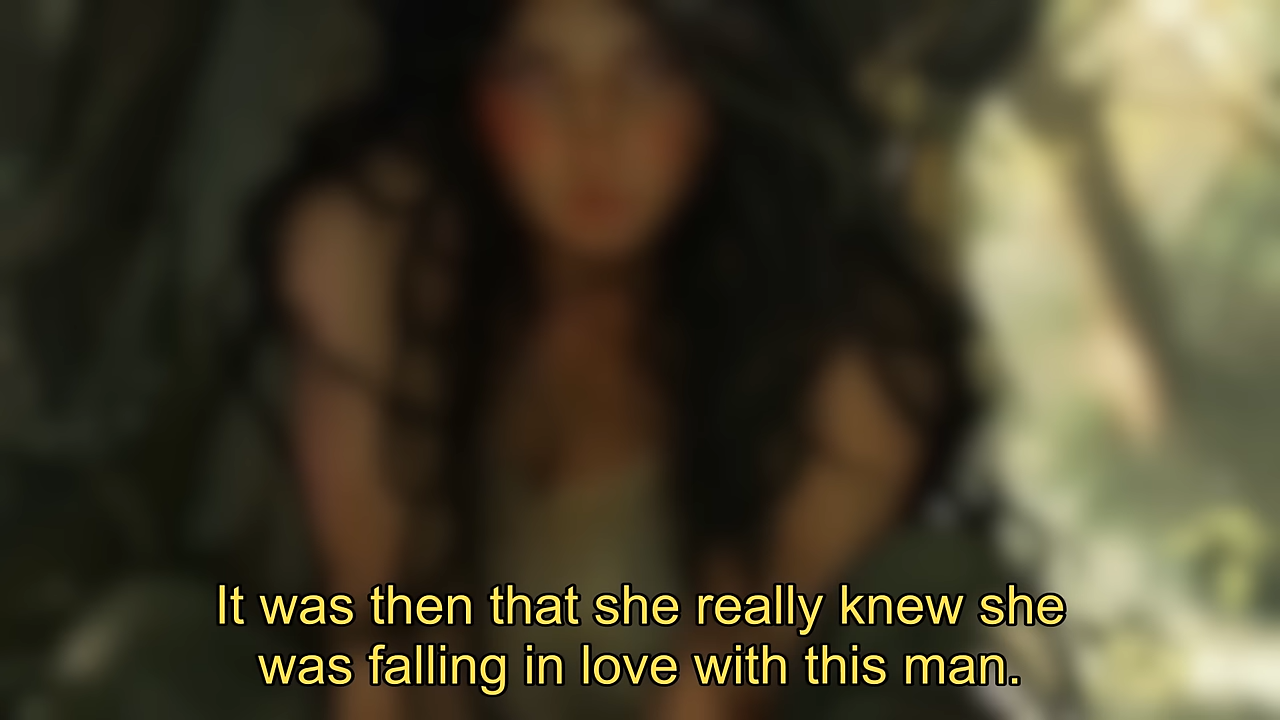 It was then that she really knew she
was falling in love with this man.